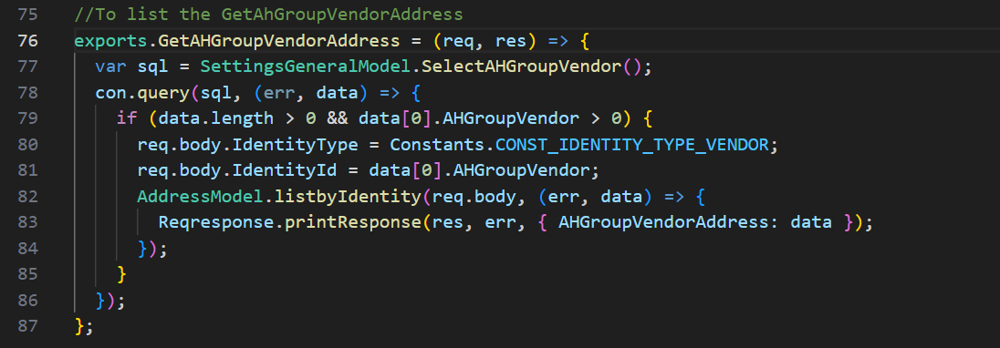 75 //To list the GetAhGroupVendorAddress
76 exports.GetAHGroupVendorAddress = (req, res) => {
77   var sql = SettingsGeneralModel.SelectAHGroupVendor();
78   con.query(sql, (err, data) => {
79     if (data.length > 0 && data[0].AHGroupVendor > 0) {
80       req.body.IdentityType = Constants.CONST_IDENTITY_TYPE_VENDOR;
81       req.body.IdentityId = data[0].AHGroupVendor;
82       AddressModel.listbyIdentity(req.body, (err, data) => {
83         Reqresponse.printResponse(res, err, { AHGroupVendorAddress: data });
84       });
85     }
86   });
87 };